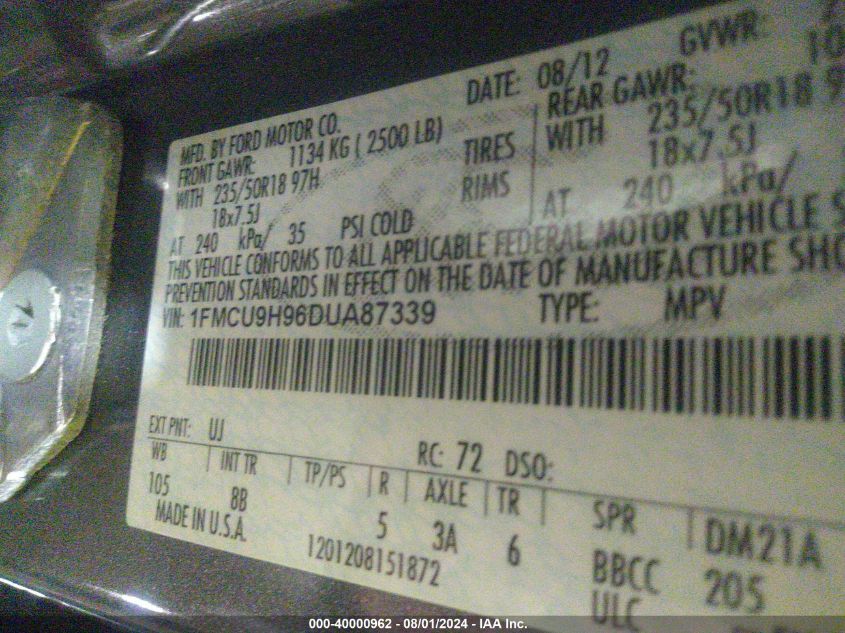 DATE: 08/12 GVWR:
MFD. BY FORD MOTOR CO.
FRONT GAWR: 1134 KG ( 2500 LB) REAR GAWR:
WITH 235/50R18 97H TIRES WITH 235/50R18
18x7.5J RIMS 18x7.5J
AT 240 kPa/ 35 PSI COLD AT 240 kPa/
THIS VEHICLE CONFORMS TO ALL APPLICABLE FEDERAL MOTOR VEHICLE
PREVENTION STANDARDS IN EFFECT ON THE DATE OF MANUFACTURE
VIN: 1FMCU9H96DUA87339 TYPE: MPV
EXT PNT: UJ RC: 72 DSO:
WB INT TR TP/PS R AXLE TR SPR DM21A
105 8B 5 3A 6 BBCC 205
MADE IN U.S.A. 1201208151872 ULC
000-40000962 - 08/01/2024 - IAA Inc.